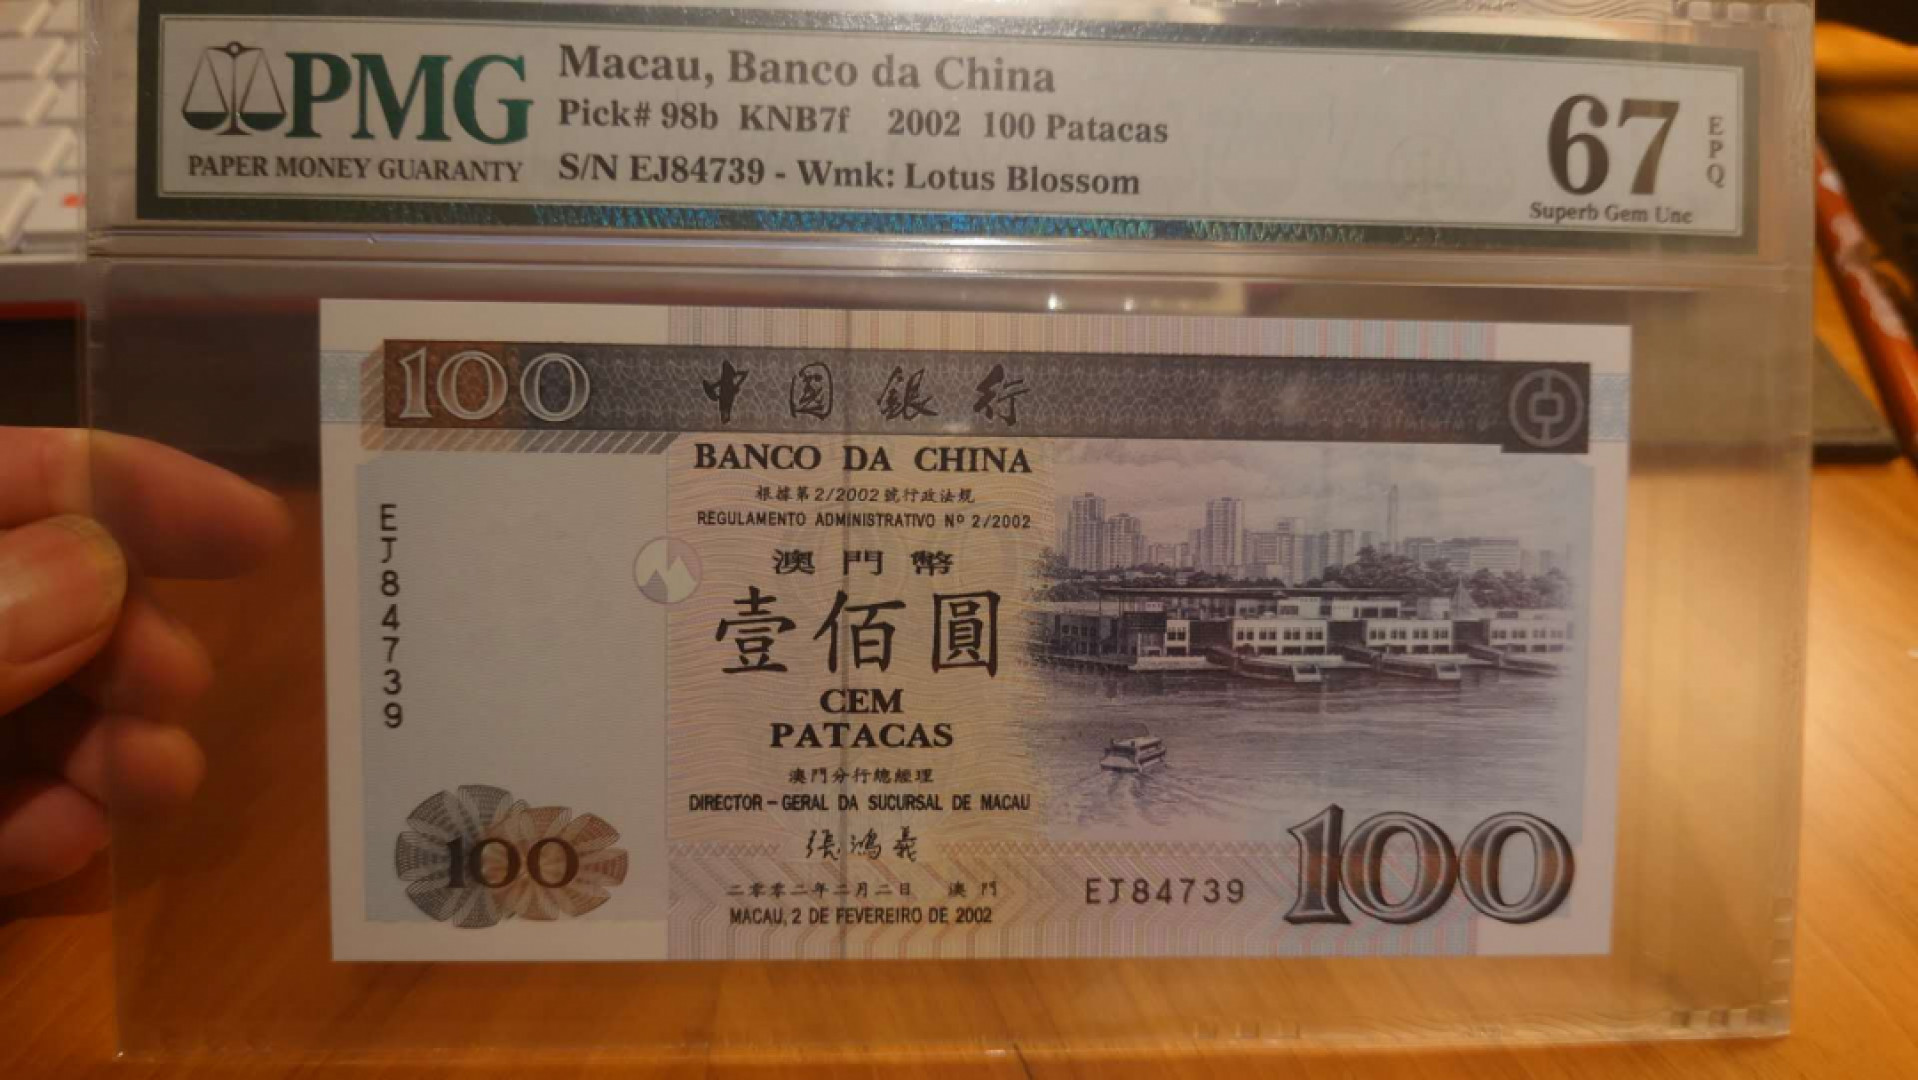 PMG
PAPER MONEY GUARANTY
Macau, Banco da China
Pick# 98b KNB7f 2002 100 Patacas
S/N EJ84739 - Wmk: Lotus Blossom
67
EPQ
Superb Gem Unc
100
中國銀行
BANCO DA CHINA
根據第2/2002號行政法規
REGULAMENTO ADMINISTRATIVO Nº 2/2002
EJ84739
澳門幣
壹佰圓
CEM
PATACAS
澳門分行總經理
DIRECTOR-GERAL DA SUCURSAL DE MACAU
張鴻義
二零零二年二月二日 澳門
MACAU, 2 DE FEVEREIRO DE 2002
100
EJ84739
100